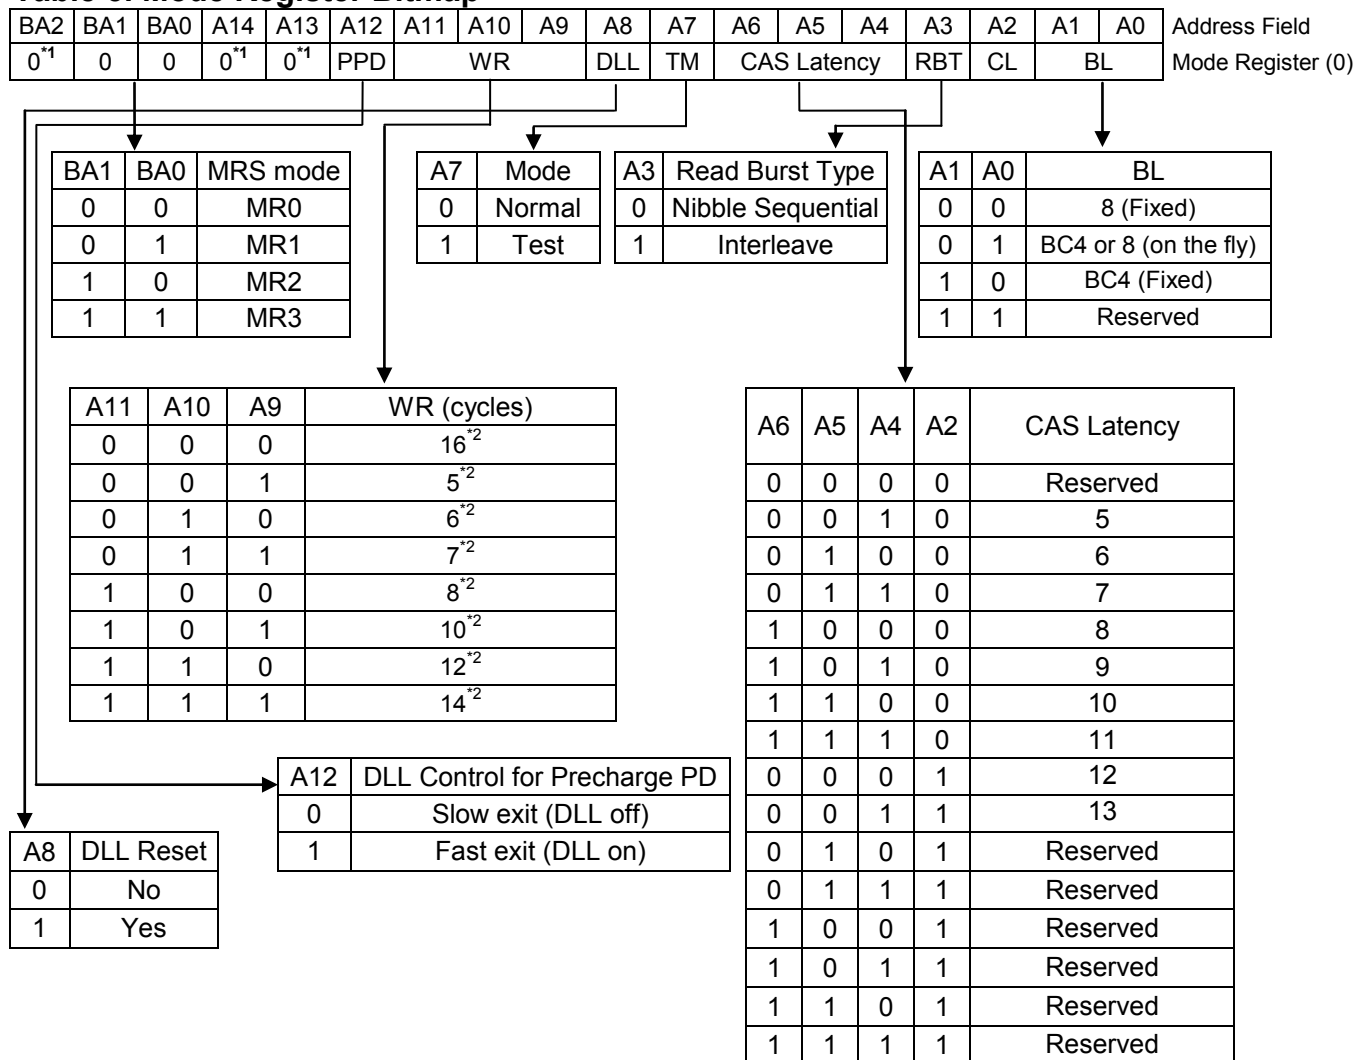 BA2 BA1 BA0 A14 A13 A12 A11 A10 A9 A8 A7 A6 A5 A4 A3 A2 A1 A0 Address Field
0*1 0 0 0*1 0*1 PPD WR DLL TM CAS Latency RBT CL BL Mode Register (0)
BA1 BA0 MRS mode
0 0 MR0
0 1 MR1
1 0 MR2
1 1 MR3
A7 Mode
0 Normal
1 Test
A3 Read Burst Type
0 Nibble Sequential
1 Interleave
A1 A0 BL
0 0 8 (Fixed)
0 1 BC4 or 8 (on the fly)
1 0 BC4 (Fixed)
1 1 Reserved
A11 A10 A9 WR (cycles)
0 0 0 16*2
0 0 1 5*2
0 1 0 6*2
0 1 1 7*2
1 0 0 8*2
1 0 1 10*2
1 1 0 12*2
1 1 1 14*2
A6 A5 A4 A2 CAS Latency
0 0 0 0 Reserved
0 0 1 0 5
0 1 0 0 6
0 1 1 0 7
1 0 0 0 8
1 0 1 0 9
1 1 0 0 10
1 1 1 0 11
0 0 0 1 12
0 0 1 1 13
0 1 0 1 Reserved
0 1 1 1 Reserved
1 0 0 1 Reserved
1 0 1 1 Reserved
1 1 0 1 Reserved
1 1 1 1 Reserved
A12 DLL Control for Precharge PD
0 Slow exit (DLL off)
1 Fast exit (DLL on)
A8 DLL Reset
0 No
1 Yes